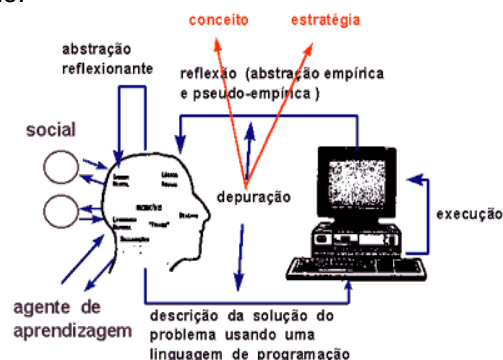 conceito
estratégia
abstração
reflexionante
reflexão (abstração empírica
e pseudo-empírica )
social
depuração
execução
agente de
aprendizagem
descrição da solução do
problema usando uma
linguagem de programação